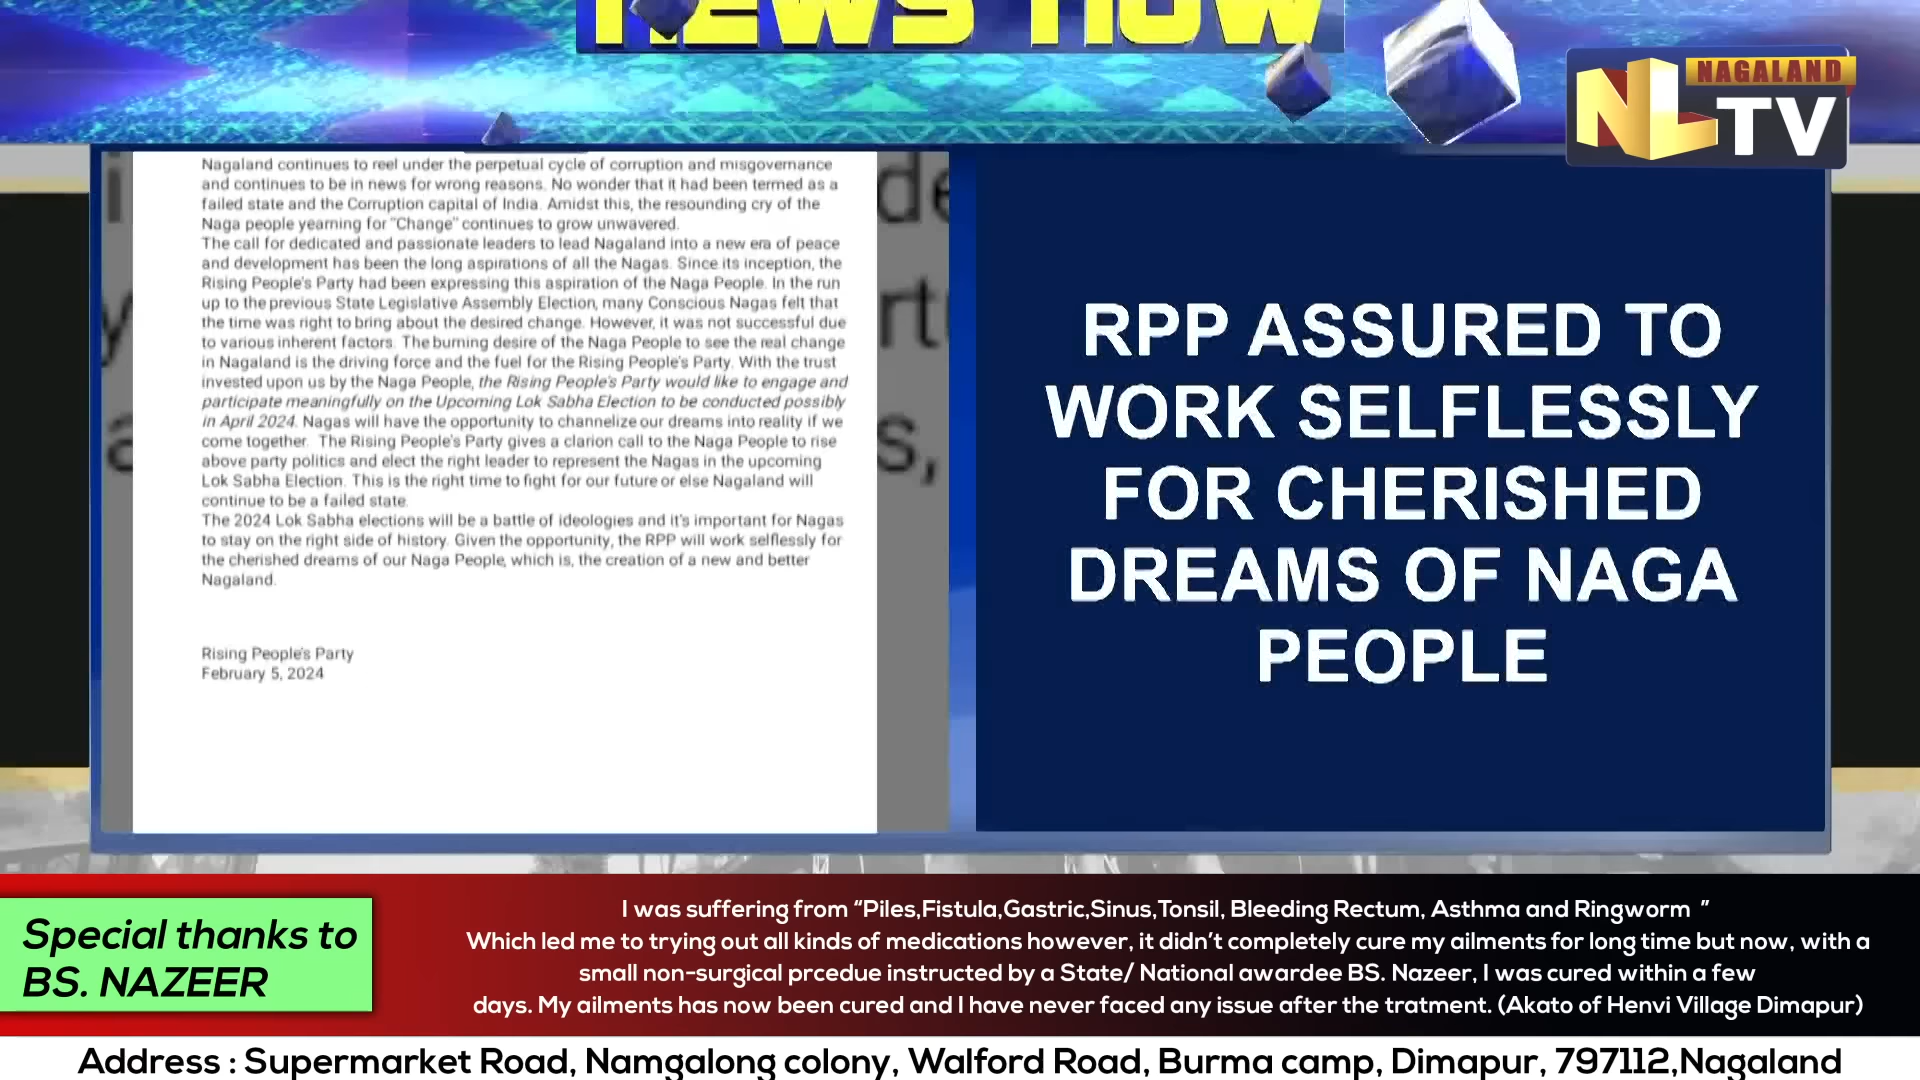 NEWS NOW
NAGALAND
NL TV
Nagaland continues to reel under the perpetual cycle of corruption and misgovernance
and continues to be in news for wrong reasons. No wonder that it had been termed as a
failed state and the Corruption capital of India. Amidst this, the resounding cry of the
Naga people yearning for "Change" continues to grow unwavered.
The call for dedicated and passionate leaders to lead Nagaland into a new era of peace
and development has been the long aspirations of all the Nagas. Since its inception, the
Rising People's Party had been expressing this aspiration of the Naga People. In the run
up to the previous State Legislative Assembly Election, many Conscious Nagas felt that
the time was right to bring about the desired change. However, it was not successful due
to various inherent factors. The burning desire of the Naga People to see the real change
in Nagaland is the driving force and the fuel for the Rising People's Party. With the trust
invested upon us by the Naga People, the Rising People's Party would like to engage and
participate meaningfully on the Upcoming Lok Sabha Election to be conducted possibly
in April 2024. Nagas will have the opportunity to channelize our dreams into reality if we
come together. The Rising People's Party gives a clarion call to the Naga People to rise
above party politics and elect the right leader to represent the Nagas in the upcoming
Lok Sabha Election. This is the right time to fight for our future or else Nagaland will
continue to be a failed state.
The 2024 Lok Sabha elections will be a battle of ideologies and it's important for Nagas
to stay on the right side of history. Given the opportunity, the RPP will work selflessly for
the cherished dreams of our Naga People, which is, the creation of a new and better
Nagaland.
Rising People's Party
February 5, 2024
RPP ASSURED TO
WORK SELFLESSLY
FOR CHERISHED
DREAMS OF NAGA
PEOPLE
Special thanks to
BS. NAZEER
I was suffering from "Piles,Fistula,Gastric,Sinus,Tonsil, Bleeding Rectum, Asthma and Ringworm "
Which led me to trying out all kinds of medications however, it didn't completely cure my ailments for long time but now, with a
small non-surgical prcedue instructed by a State/ National awardee BS. Nazeer, I was cured within a few
days. My ailments has now been cured and I have never faced any issue after the tratment. (Akato of Henvi Village Dimapur)
Address : Supermarket Road, Namgalong colony, Walford Road, Burma camp, Dimapur, 797112,Nagaland